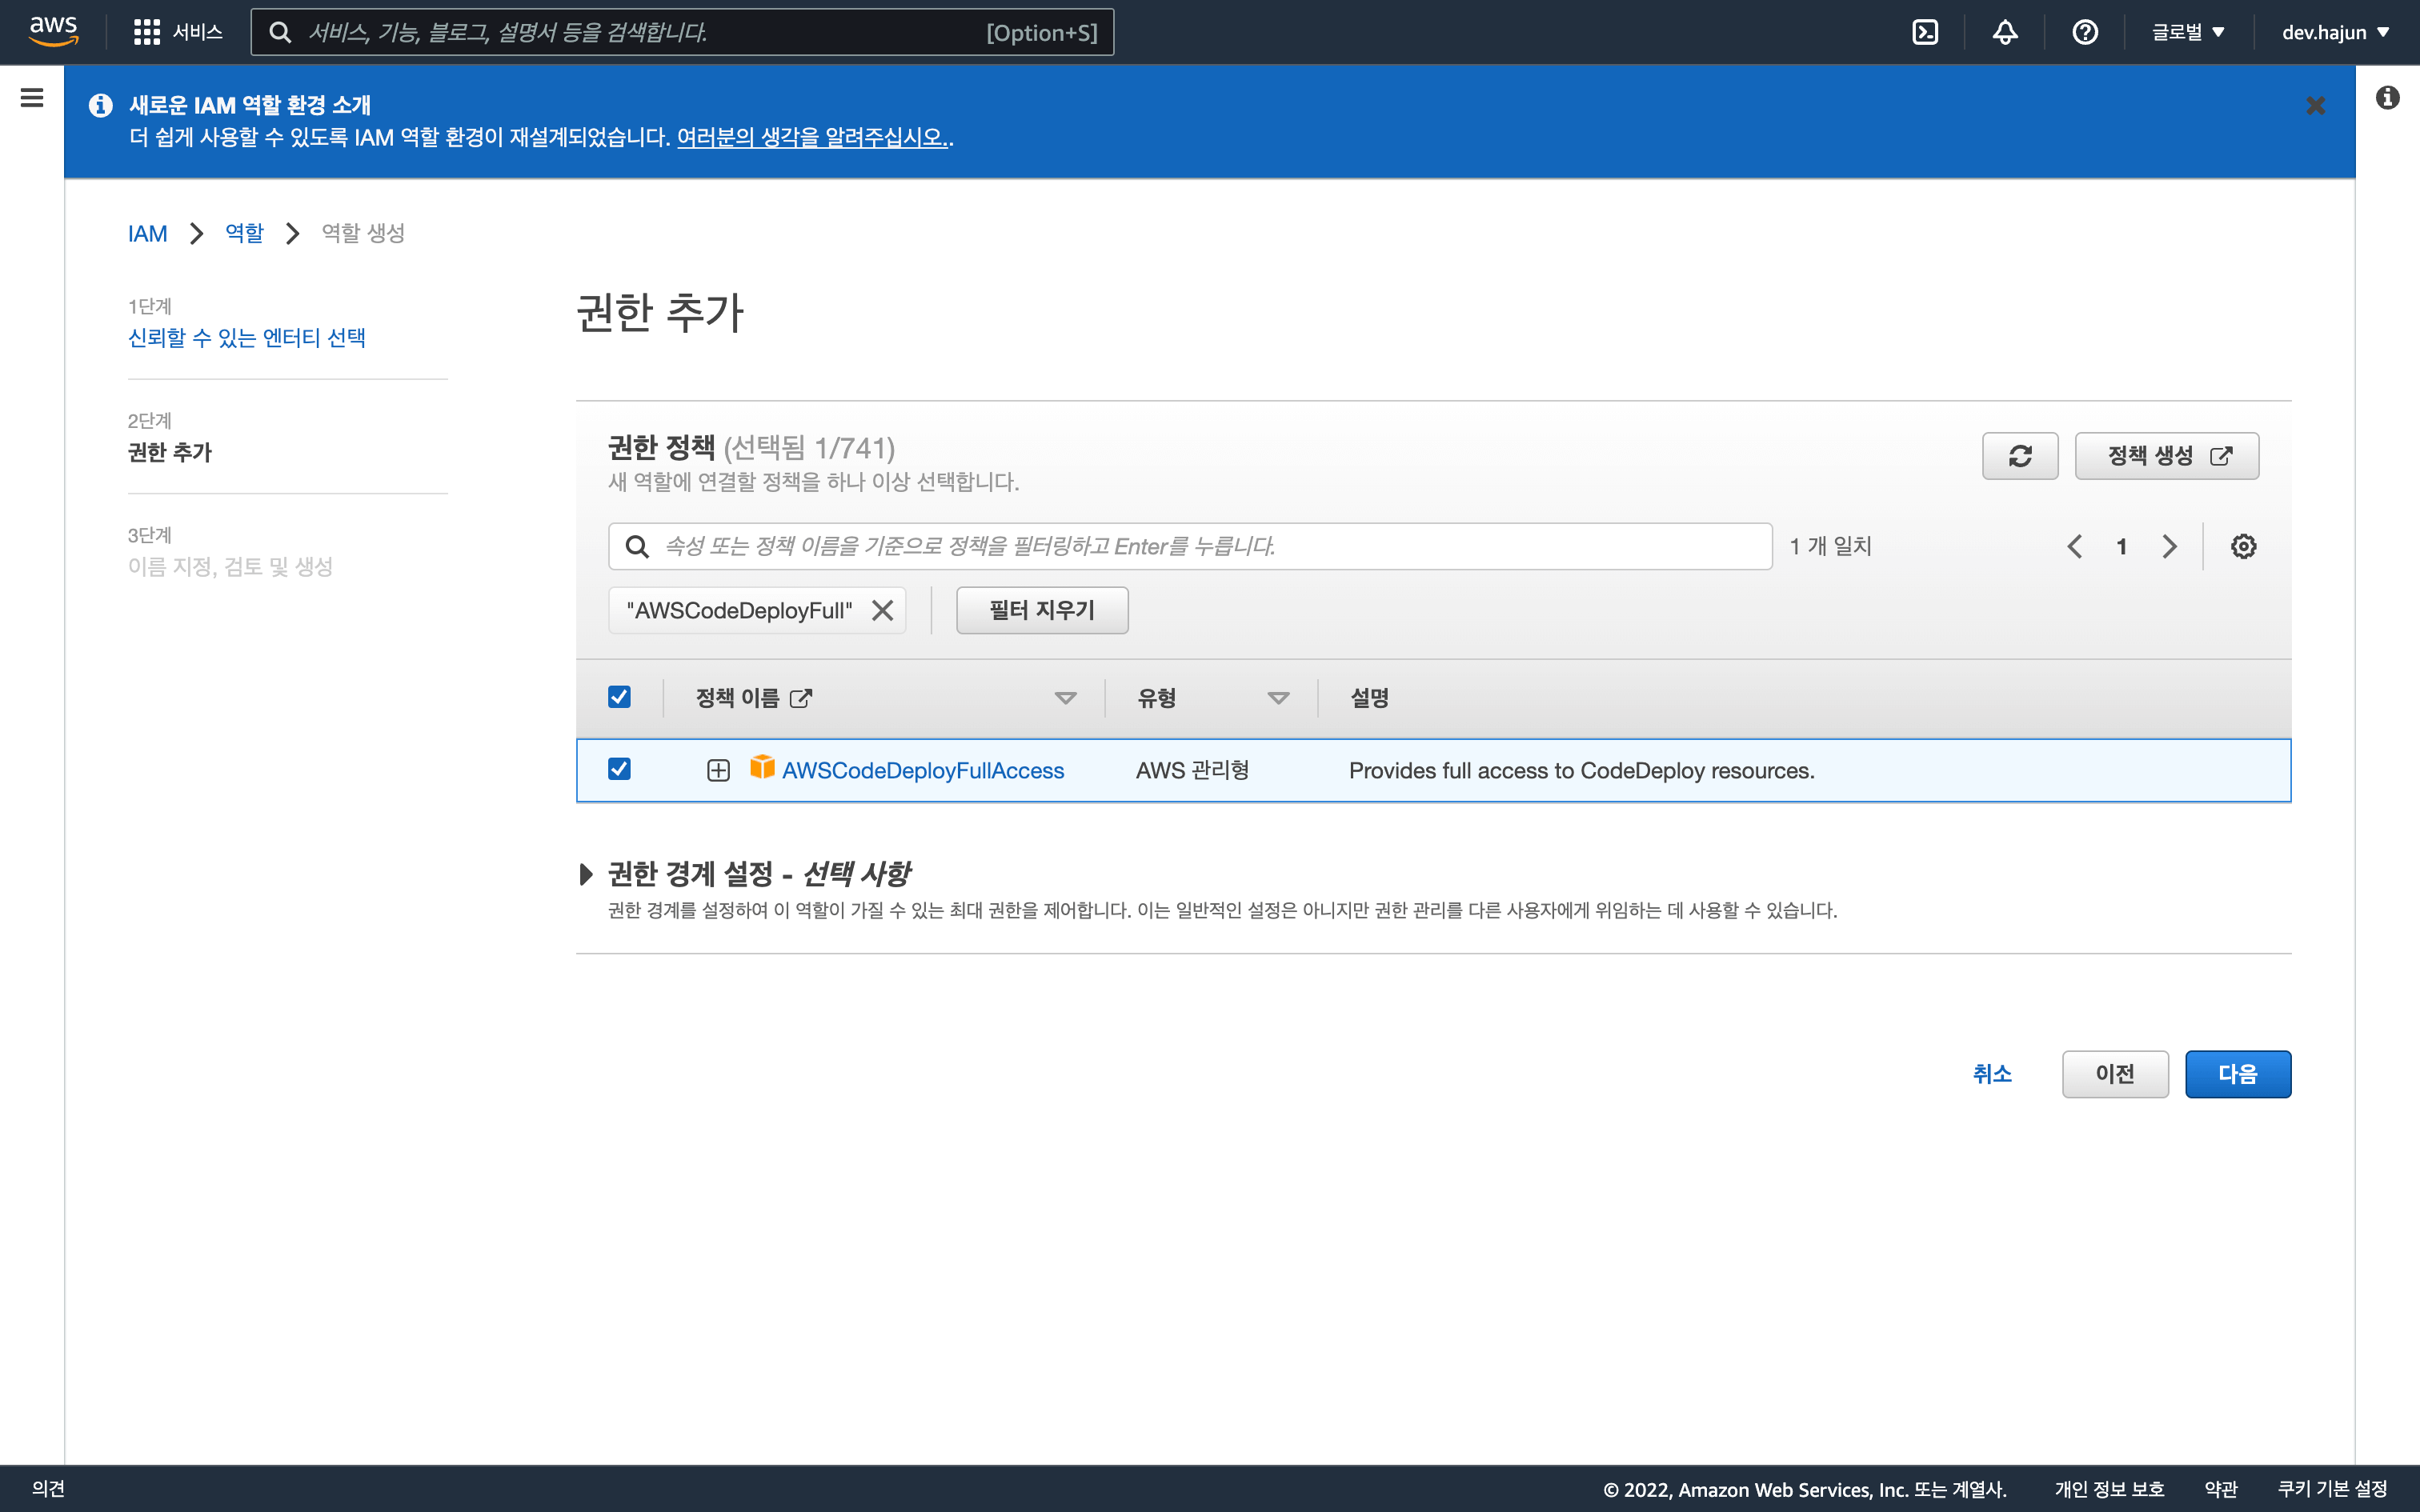 aws
서비스
서비스, 기능, 블로그, 설명서 등을 검색합니다.
[Option+S]
글로벌
dev.hajun
새로운 IAM 역할 환경 소개
더 쉽게 사용할 수 있도록 IAM 역할 환경이 재설계되었습니다. 여러분의 생각을 알려주십시오..
IAM
역할
역할 생성
1단계
신뢰할 수 있는 엔터티 선택
2단계
권한 추가
3단계
이름 지정, 검토 및 생성
권한 추가
권한 정책 (선택됨 1/741)
새 역할에 연결할 정책을 하나 이상 선택합니다.
정책 생성
속성 또는 정책 이름을 기준으로 정책을 필터링하고 Enter를 누릅니다.
1 개 일치
1
"AWSCodeDeployFull"
필터 지우기
정책 이름
유형
설명
AWSCodeDeployFullAccess
AWS 관리형
Provides full access to CodeDeploy resources.
권한 경계 설정 - 선택 사항
권한 경계를 설정하여 이 역할이 가질 수 있는 최대 권한을 제어합니다. 이는 일반적인 설정은 아니지만 권한 관리를 다른 사용자에게 위임하는 데 사용할 수 있습니다.
취소
이전
다음
의견
© 2022, Amazon Web Services, Inc. 또는 계열사.
개인 정보 보호
약관
쿠키 기본 설정